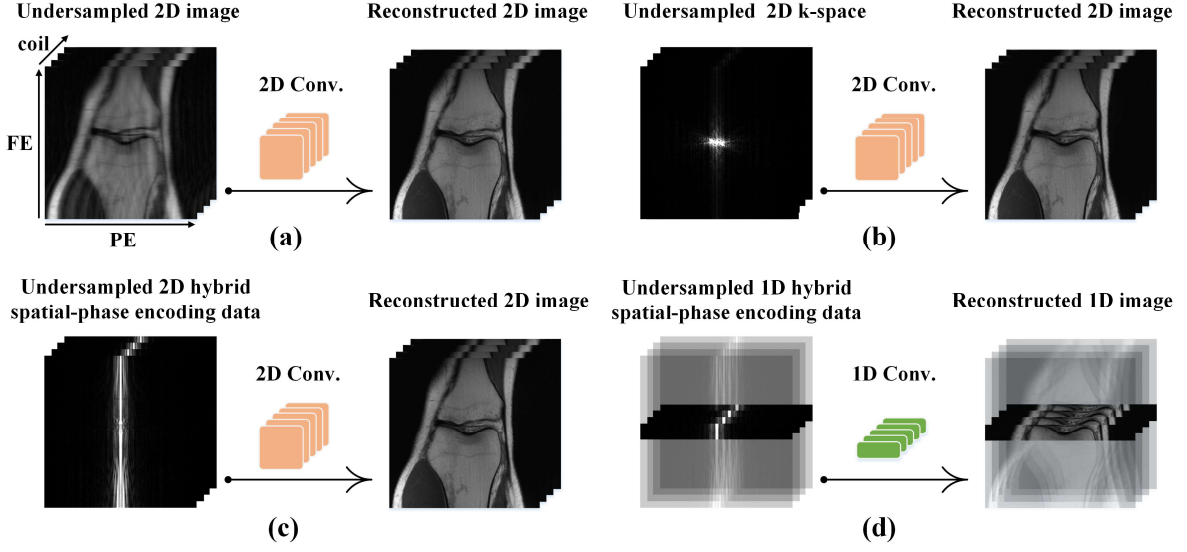 Undersampled 2D image
Reconstructed 2D image
coil
2D Conv.
FE
PE
(a)
Undersampled 2D k-space
Reconstructed 2D image
2D Conv.
(b)
Undersampled 2D hybrid
spatial-phase encoding data
Reconstructed 2D image
2D Conv.
(c)
Undersampled 1D hybrid
spatial-phase encoding data
Reconstructed 1D image
1D Conv.
(d)